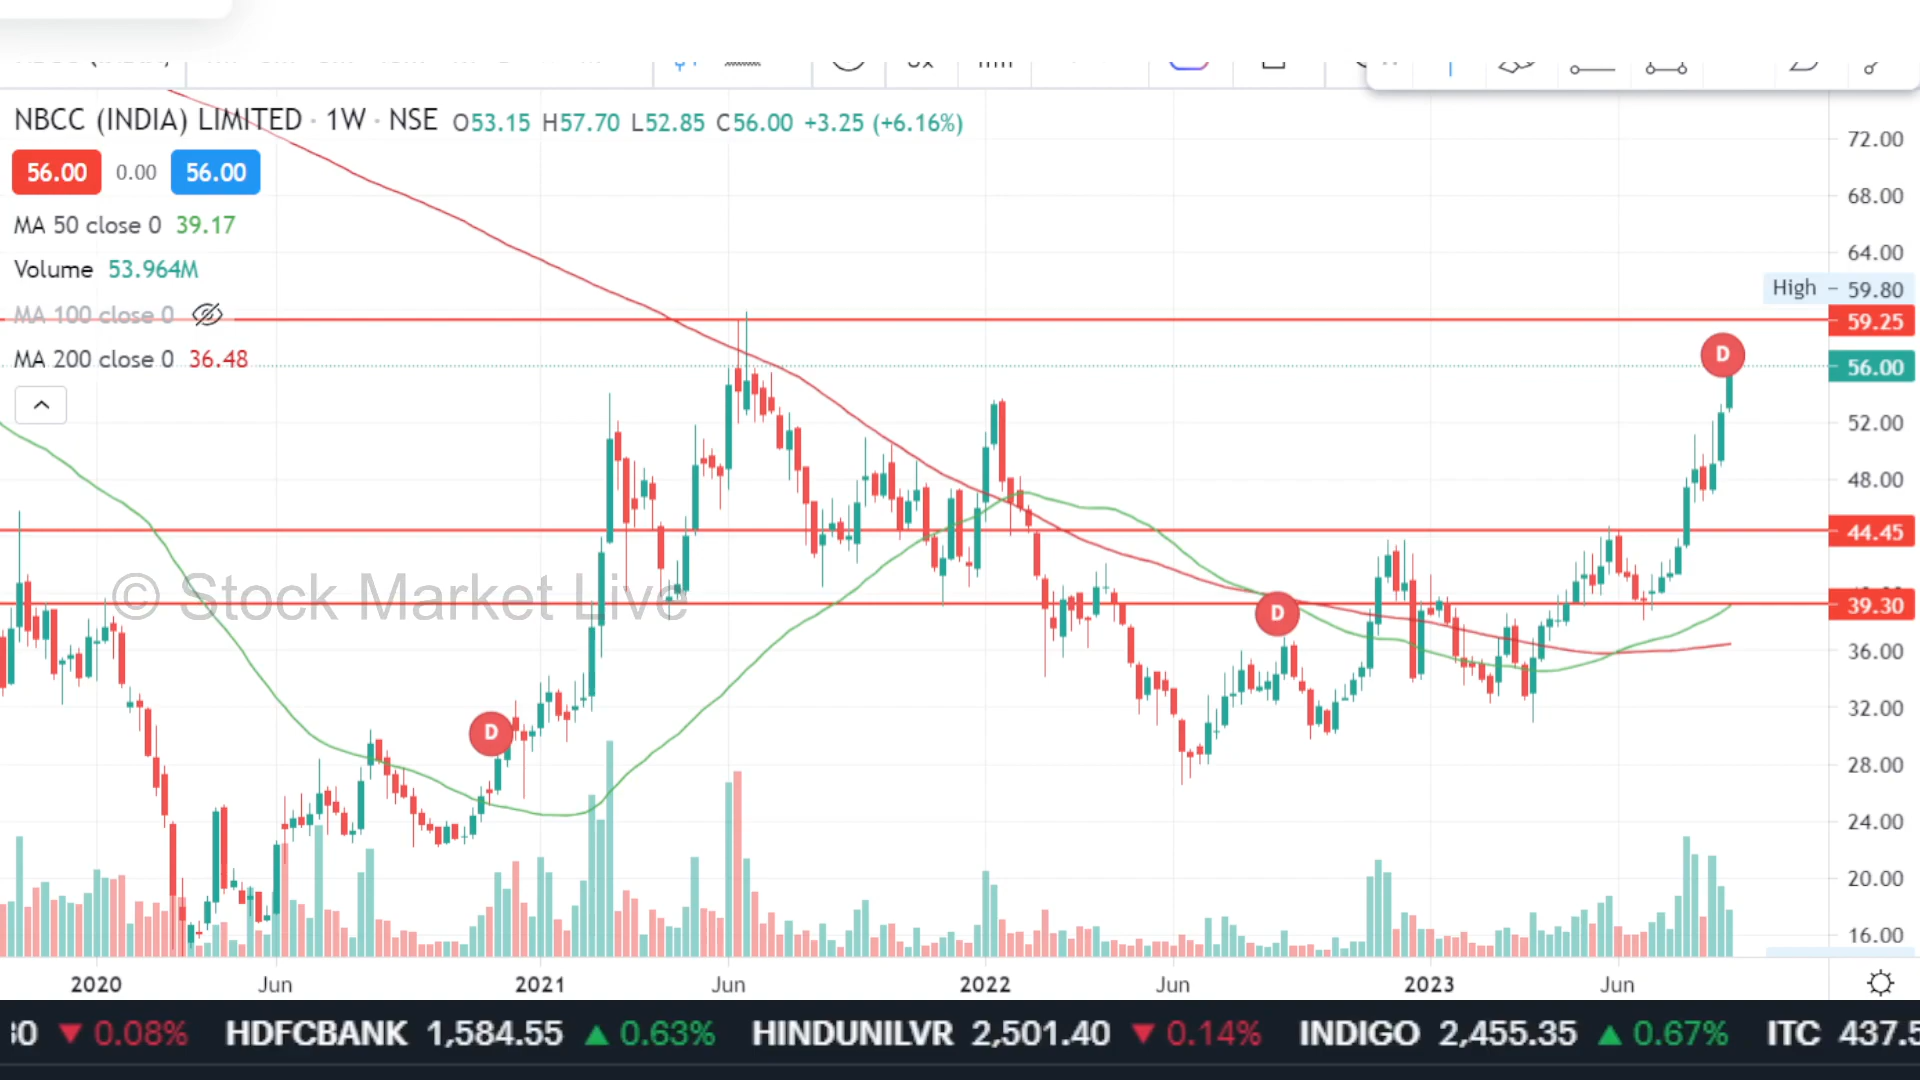 NBCC (INDIA) LIMITED · 1W · NSE O53.15 H57.70 L52.85 C56.00 +3.25 (+6.16%)
56.00 0.00 56.00
MA 50 close 0 39.17
Volume 53.964M
MA 100 close 0
MA 200 close 0 36.48
72.00
68.00
64.00
High 59.80
59.25
D
56.00
52.00
48.00
44.45
© Stock Market Live
39.30
D
36.00
32.00
D
28.00
24.00
20.00
16.00
2020 Jun 2021 Jun 2022 Jun 2023 Jun
0.08% HDFCBANK 1,584.55 ▲ 0.63% HINDUNILVR 2,501.40 ▼ 0.14% INDIGO 2,455.35 ▲ 0.67% ITC 437.5